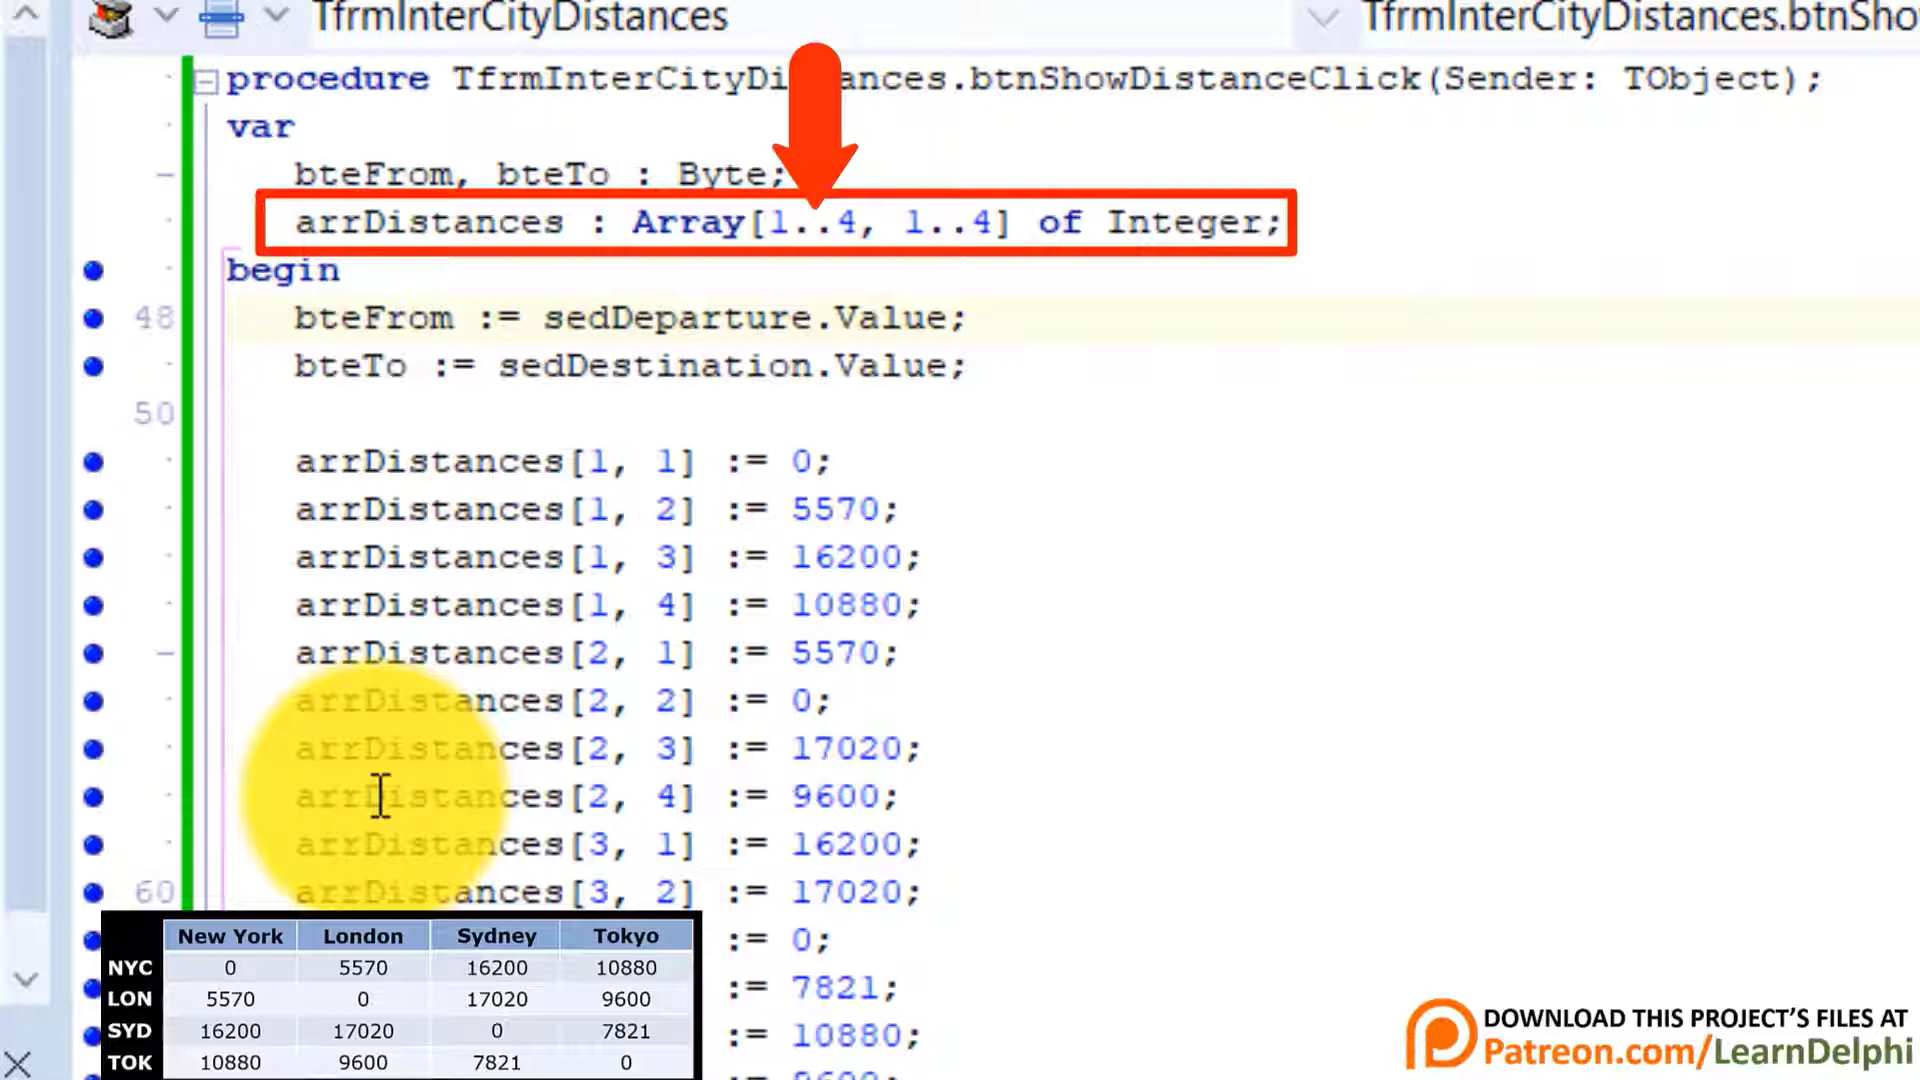 TfrmInterCityDistances
TfrmInterCityDistances.btnSho
procedure TfrmInterCityDi ances.btnShowDistanceClick(Sender: TObject);
var
bteFrom, bteTo : Byte;
arrDistances : Array[1..4, 1..4] of Integer;
begin
48 bteFrom := sedDeparture.Value;
bteTo := sedDestination.Value;
50
arrDistances[1, 1] := 0;
arrDistances[1, 2] := 5570;
arrDistances[1, 3] := 16200;
arrDistances[1, 4] := 10880;
arrDistances[2, 1] := 5570;
arrDistances[2, 2] := 0;
arrDistances[2, 3] := 17020;
arrDistances[2, 4] := 9600;
arrDistances[3, 1] := 16200;
60 arrDistances[3, 2] := 17020;
:= 0;
:= 7821;
:= 10880;
:= 9600;
New York London Sydney Tokyo
NYC 0 5570 16200 10880
LON 5570 0 17020 9600
SYD 16200 17020 0 7821
TOK 10880 9600 7821 0
DOWNLOAD THIS PROJECT'S FILES AT
Patreon.com/LearnDelphi